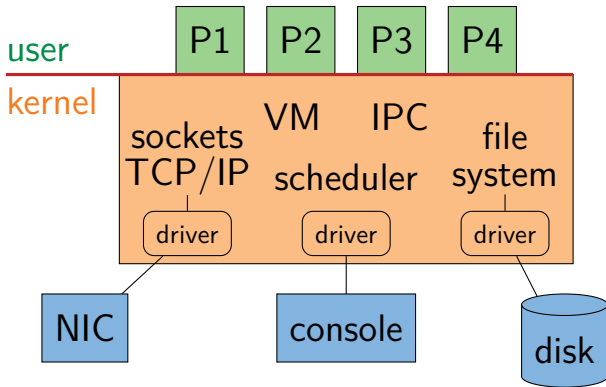 P1 P2 P3 P4
user
kernel
VM IPC
sockets
TCP/IP
scheduler
file
system
driver driver driver
NIC
console
disk